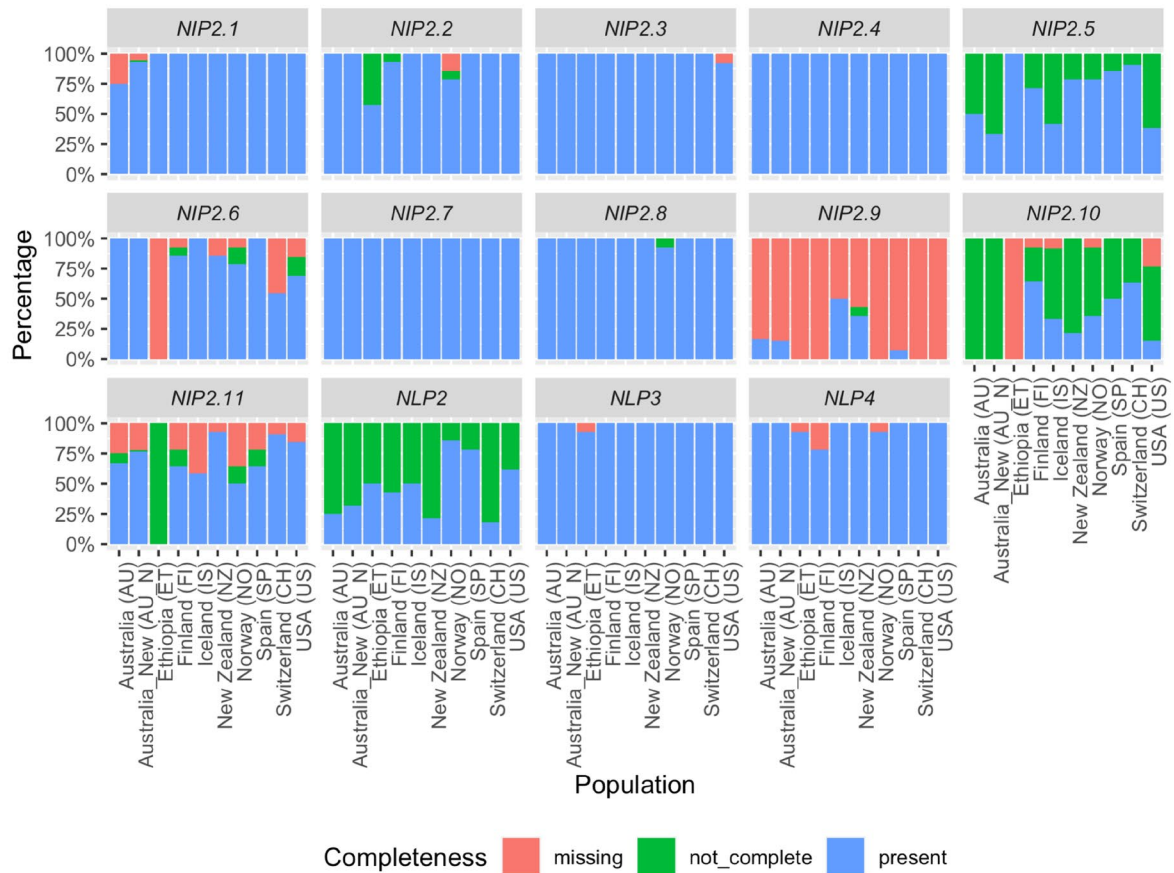 NIP2.1 NIP2.2 NIP2.3 NIP2.4 NIP2.5
100%
75%
50%
25%
0%
NIP2.6 NIP2.7 NIP2.8 NIP2.9 NIP2.10
100%
75%
50%
25%
0%
Percentage
NIP2.11 NLP2 NLP3 NLP4
100%
75%
50%
25%
0%
Australia (AU)
Australia_New (AU_N)
Ethiopia (ET)
Finland (FI)
Iceland (IS)
New Zealand (NZ)
Norway (NO)
Spain (SP)
Switzerland (CH)
USA (US)
Australia (AU)
Australia_New (AU_N)
Ethiopia (ET)
Finland (FI)
Iceland (IS)
New Zealand (NZ)
Norway (NO)
Spain (SP)
Switzerland (CH)
USA (US)
Australia (AU)
Australia_New (AU_N)
Ethiopia (ET)
Finland (FI)
Iceland (IS)
New Zealand (NZ)
Norway (NO)
Spain (SP)
Switzerland (CH)
USA (US)
Australia (AU)
Australia_New (AU_N)
Ethiopia (ET)
Finland (FI)
Iceland (IS)
New Zealand (NZ)
Norway (NO)
Spain (SP)
Switzerland (CH)
USA (US)
Australia (AU)
Australia_New (AU_N)
Ethiopia (ET)
Finland (FI)
Iceland (IS)
New Zealand (NZ)
Norway (NO)
Spain (SP)
Switzerland (CH)
USA (US)
Population
Completeness missing not_complete present